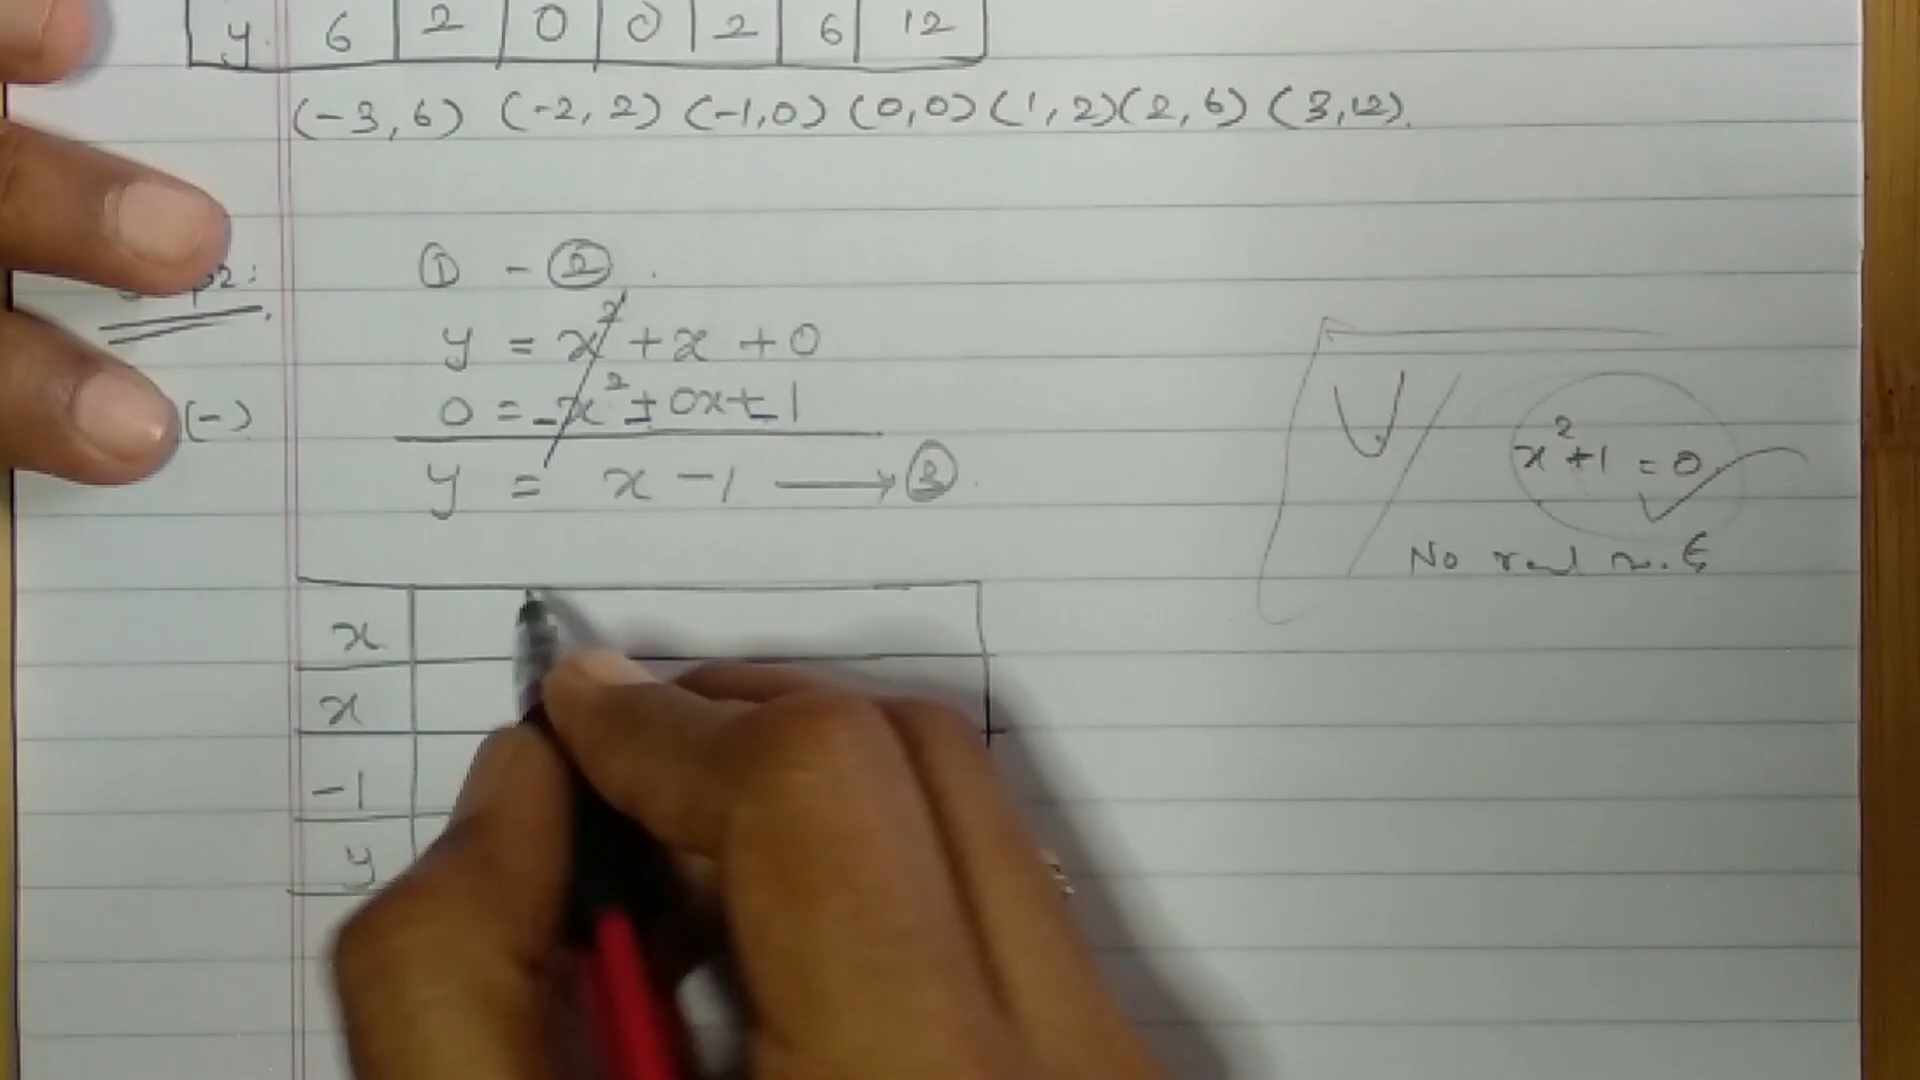 y 6 2 0 0 2 6 12
(-3,6) (-2,2) (-1,0) (0,0) (1,2) (2,6) (3,12).
① - ②
y = x² + x + 0
(-) 0 = -x² ± 0x ± 1
y = x - 1 ⟶ ③
x² + 1 = 0
No
x
x
-1
y